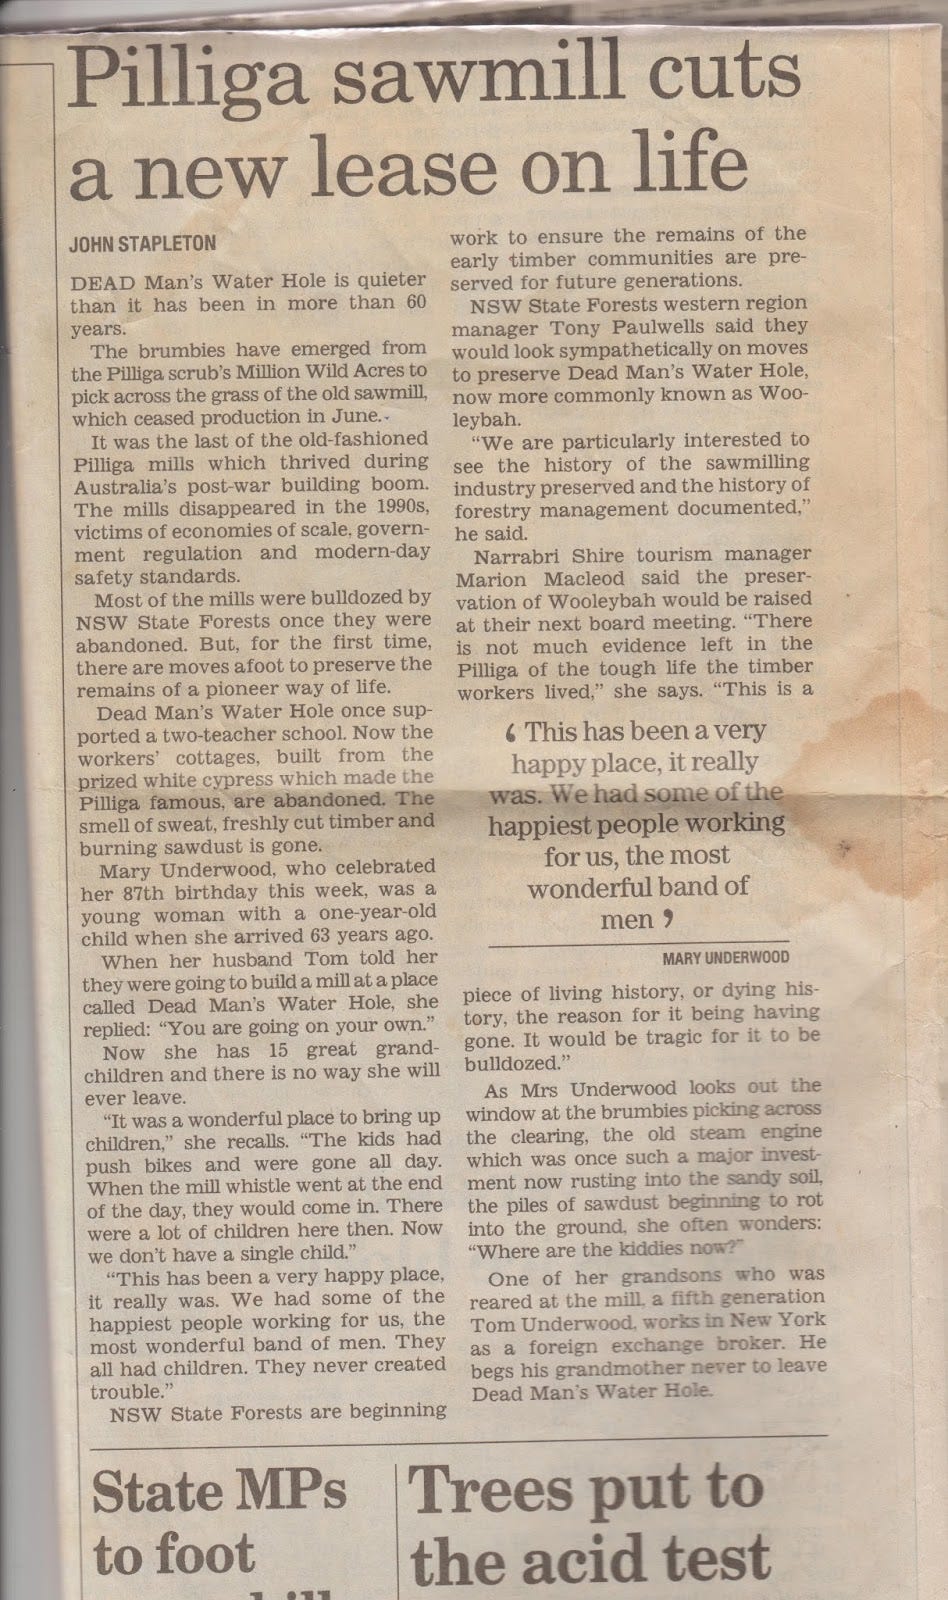 Pilliga sawmill cuts
a new lease on life
JOHN STAPLETON
DEAD Man's Water Hole is quieter
than it has been in more than 60
years.
The brumbies have emerged from
the Pilliga scrub's Million Wild Acres to
pick across the grass of the old sawmill,
which ceased production in June.
It was the last of the old-fashioned
Pilliga mills which thrived during
Australia's post-war building boom.
The mills disappeared in the 1990s,
victims of economies of scale, govern-
ment regulation and modern-day
safety standards.
Most of the mills were bulldozed by
NSW State Forests once they were
abandoned. But, for the first time,
there are moves afoot to preserve the
remains of a pioneer way of life.
Dead Man's Water Hole once sup-
ported a two-teacher school. Now the
workers' cottages, built from the
prized white cypress which made the
Pilliga famous, are abandoned. The
smell of sweat, freshly cut timber and
burning sawdust is gone.
Mary Underwood, who celebrated
her 87th birthday this week, was a
young woman with a one-year-old
child when she arrived 63 years ago.
When her husband Tom told her
they were going to build a mill at a place
called Dead Man's Water Hole, she
replied: "You are going on your own."
Now she has 15 great grand-
children and there is no way she will
ever leave.
"It was a wonderful place to bring up
children," she recalls. "The kids had
push bikes and were gone all day.
When the mill whistle went at the end
of the day, they would come in. There
were a lot of children here then. Now
we don't have a single child."
"This has been a very happy place,
it really was. We had some of the
happiest people working for us, the
most wonderful band of men. They
all had children. They never created
trouble."
NSW State Forests are beginning
work to ensure the remains of the
early timber communities are pre-
served for future generations.
NSW State Forests western region
manager Tony Paulwells said they
would look sympathetically on moves
to preserve Dead Man's Water Hole,
now more commonly known as Woo-
leybah.
"We are particularly interested to
see the history of the sawmilling
industry preserved and the history of
forestry management documented,"
he said.
Narrabri Shire tourism manager
Marion Macleod said the preser-
vation of Wooleybah would be raised
at their next board meeting. "There
is not much evidence left in the
Pilliga of the tough life the timber
workers lived," she says. "This is a
‘ This has been a very
happy place, it really
was. We had some of the
happiest people working
for us, the most
wonderful band of
men ’
MARY UNDERWOOD
piece of living history, or dying his-
tory, the reason for it being having
gone. It would be tragic for it to be
bulldozed."
As Mrs Underwood looks out the
window at the brumbies picking across
the clearing, the old steam engine
which was once such a major invest-
ment now rusting into the sandy soil,
the piles of sawdust beginning to rot
into the ground, she often wonders:
"Where are the kiddies now?"
One of her grandsons who was
reared at the mill, a fifth generation
Tom Underwood, works in New York
as a foreign exchange broker. He
begs his grandmother never to leave
Dead Man's Water Hole.
State MPs
to foot
Trees put to
the acid test